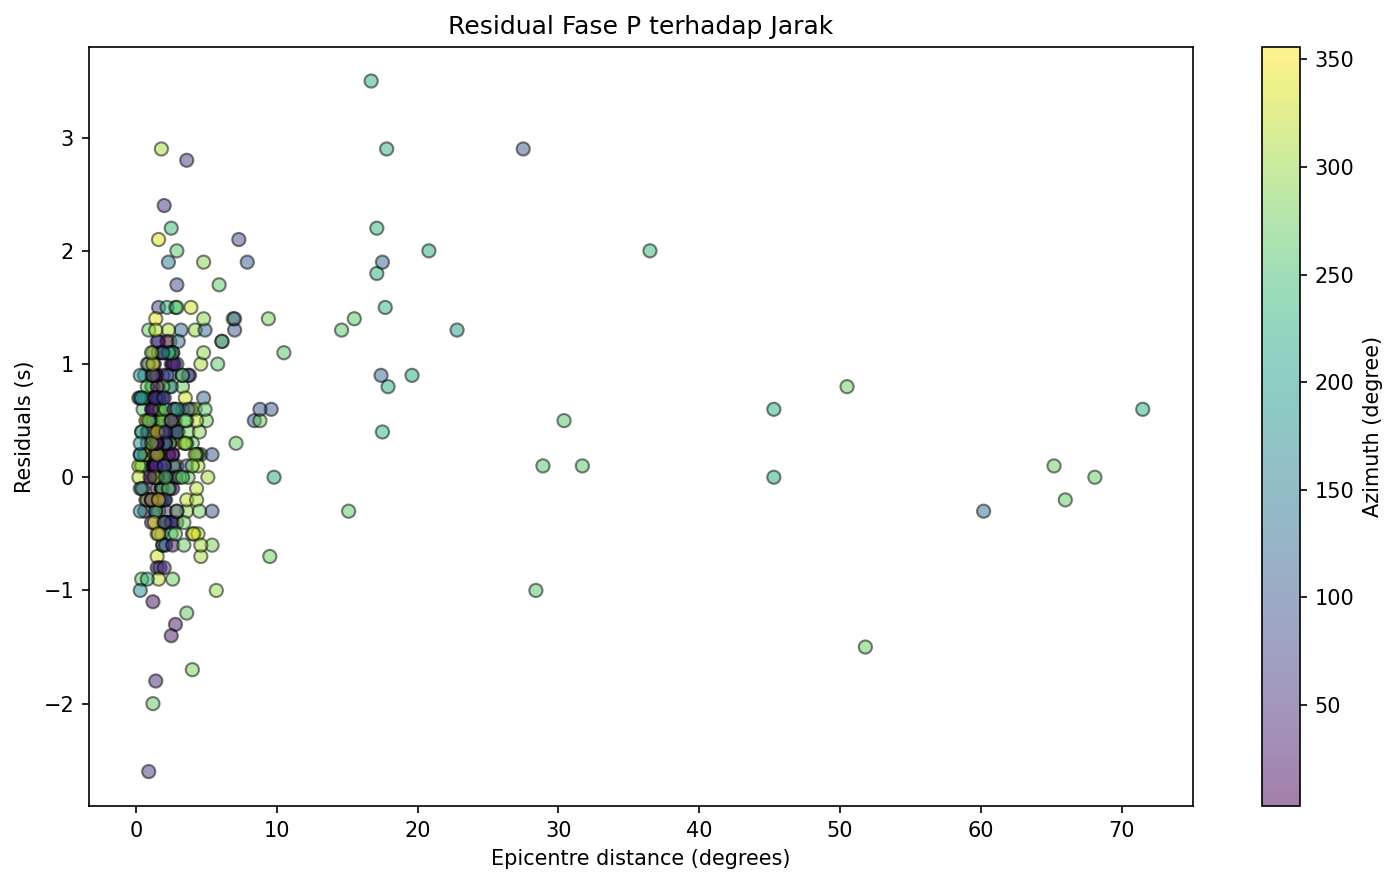 Residual Fase P terhadap Jarak
Residuals (s)
3
2
1
0
−1
−2
0 10 20 30 40 50 60 70
Epicentre distance (degrees)
350
300
250
200
150
100
50
Azimuth (degree)